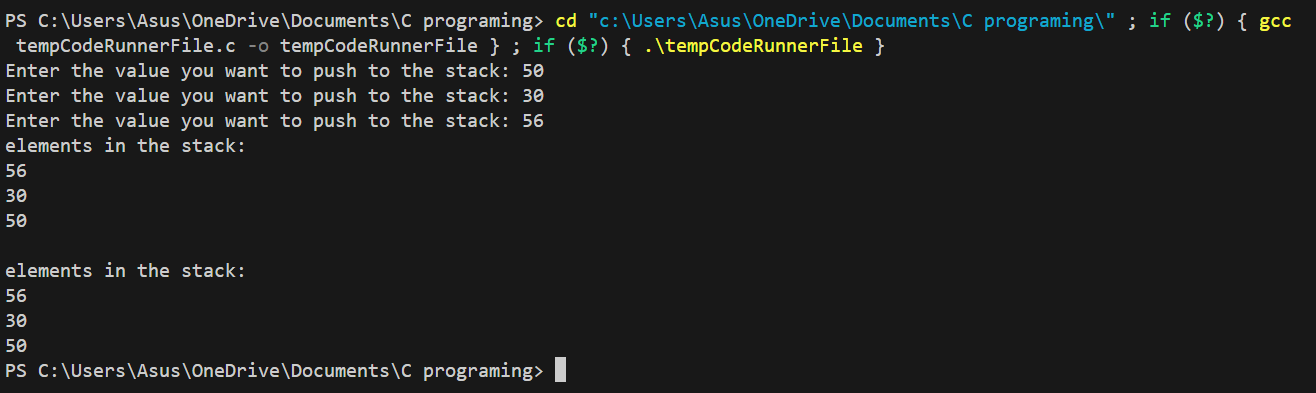 PS C:\Users\Asus\OneDrive\Documents\C programing> cd "c:\Users\Asus\OneDrive\Documents\C programing\" ; if ($?) { gcc
tempCodeRunnerFile.c -o tempCodeRunnerFile } ; if ($?) { .\tempCodeRunnerFile }
Enter the value you want to push to the stack: 50
Enter the value you want to push to the stack: 30
Enter the value you want to push to the stack: 56
elements in the stack:
56
30
50

elements in the stack:
56
30
50
PS C:\Users\Asus\OneDrive\Documents\C programing>